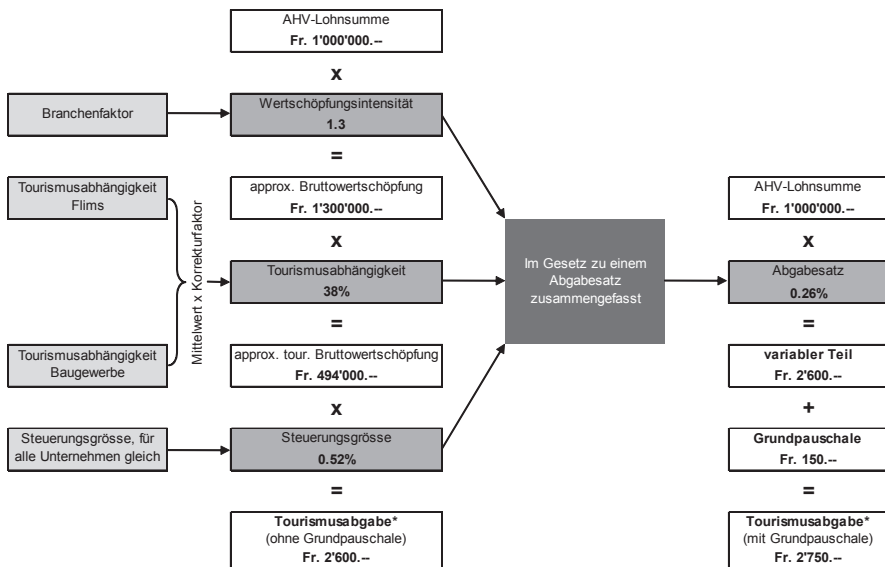 AHV-Lohnsumme
Fr. 1'000'000.--
x
Branchenfaktor
Wertschöpfungsintensität
1.3
=
Tourismusabhängigkeit
Flims
approx. Bruttowertschöpfung
Fr. 1'300'000.--
x
Mittelwert x Korrekturfaktor
Tourismusabhängigkeit
38%
=
Tourismusabhängigkeit
Baugewerbe
approx. tour. Bruttowertschöpfung
Fr. 494'000.--
x
Steuerungsgrösse, für
alle Unternehmen gleich
Steuerungsgrösse
0.52%
=
Tourismusabgabe*
(ohne Grundpauschale)
Fr. 2'600.--
Im Gesetz zu einem
Abgabesatz
zusammengefasst
AHV-Lohnsumme
Fr. 1'000'000.--
x
Abgabesatz
0.26%
=
variabler Teil
Fr. 2'600.--
+
Grundpauschale
Fr. 150.--
=
Tourismusabgabe*
(mit Grundpauschale)
Fr. 2'750.--